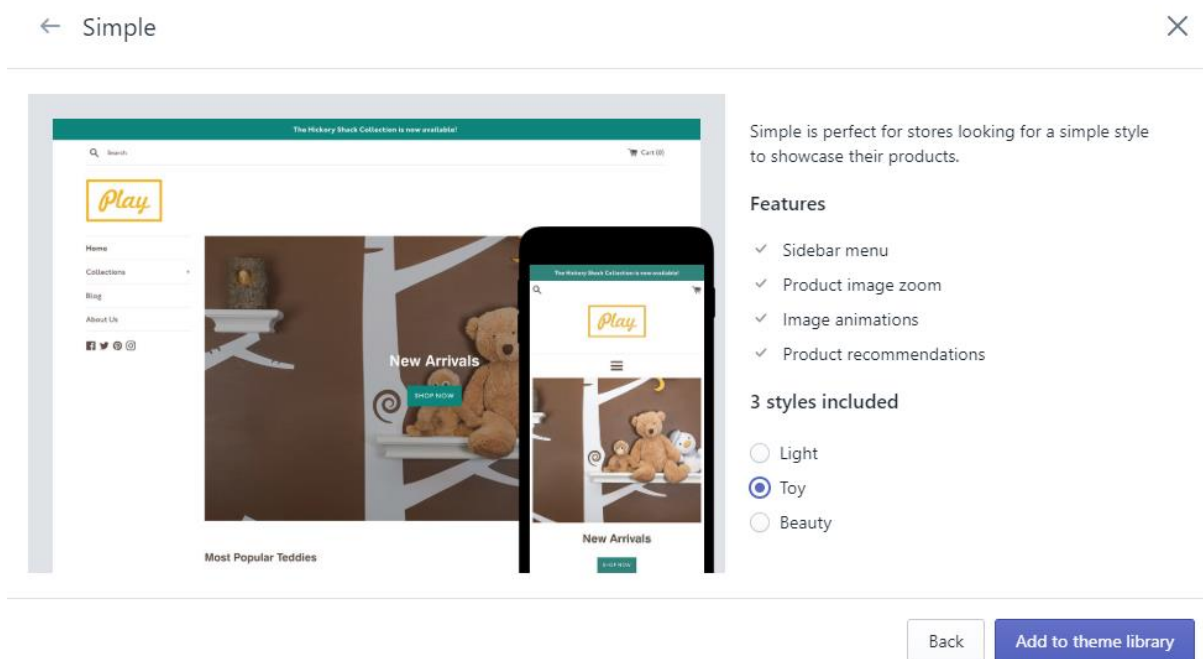 Simple
The Hickory Shack Collection is now available!
Search
Cart (0)
Play
Home
Collections
Blog
About Us
New Arrivals
SHOP NOW
Most Popular Teddies
The Hickory Shack Collection is now available!
Play
New Arrivals
SHOP NOW
Simple is perfect for stores looking for a simple style
to showcase their products.
Features
Sidebar menu
Product image zoom
Image animations
Product recommendations
3 styles included
Light
Toy
Beauty
Back
Add to theme library